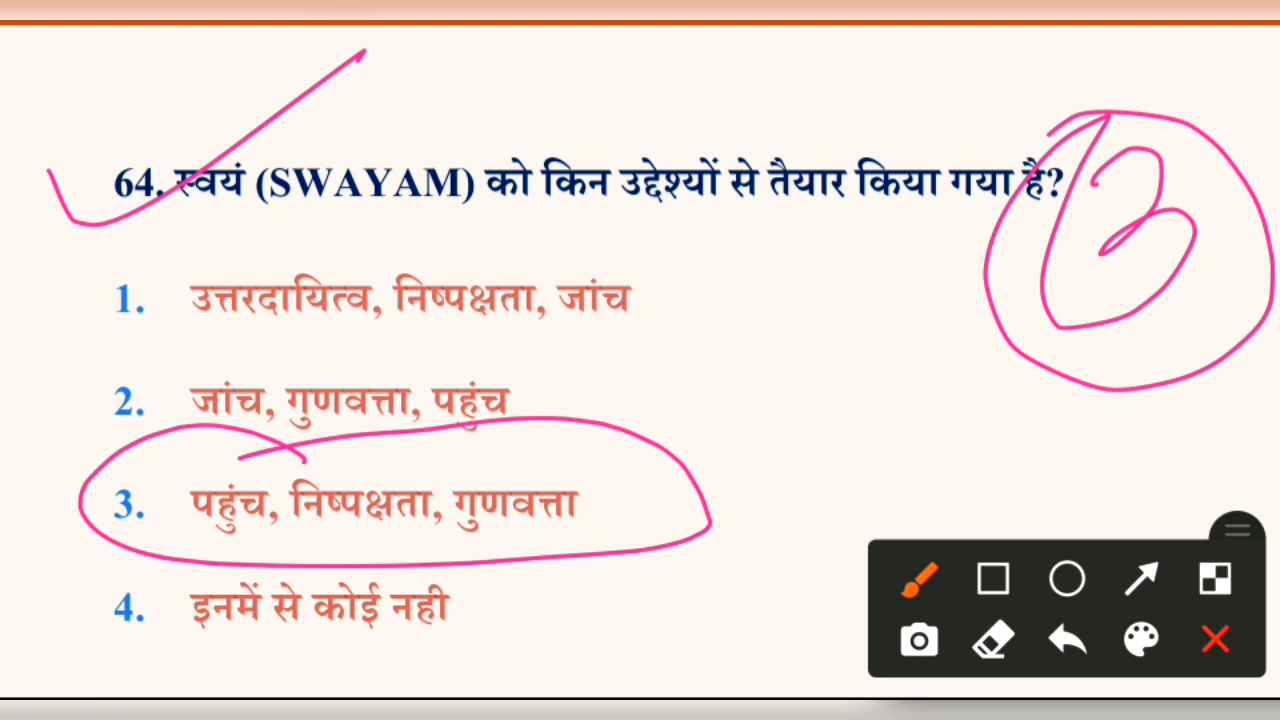 64. स्वयं (SWAYAM) को किन उद्देश्यों से तैयार किया गया है?
1. उत्तरदायित्व, निष्पक्षता, जांच
2. जांच, गुणवत्ता, पहुंच
3. पहुंच, निष्पक्षता, गुणवत्ता
4. इनमें से कोई नही